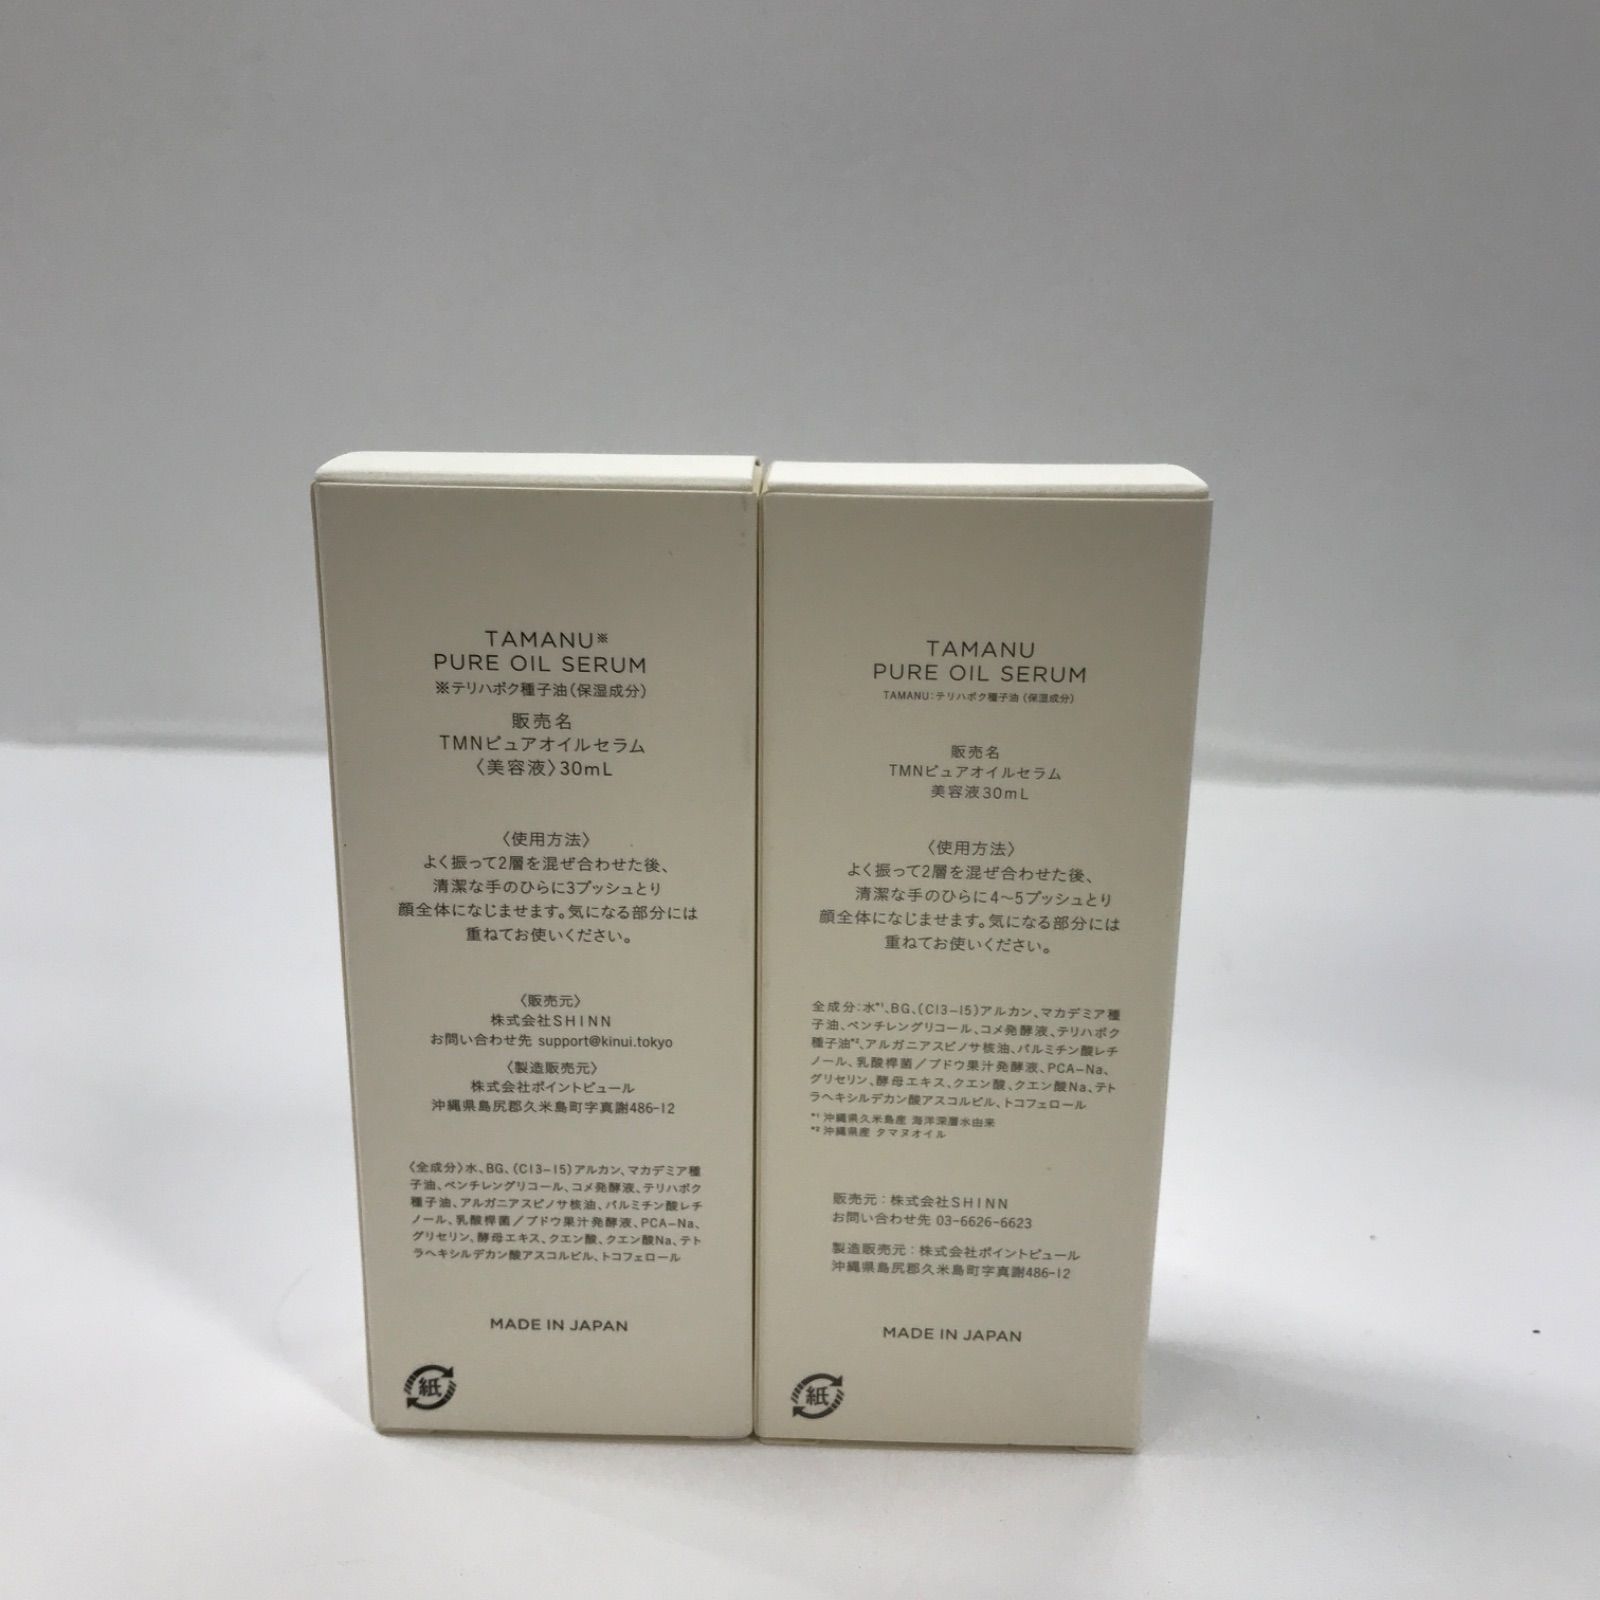 TAMANU※
PURE OIL SERUM
※テリハボク種子油(保湿成分)
販売名
TMNピュアオイルセラム
〈美容液〉30mL
〈使用方法〉
よく振って2層を混ぜ合わせた後、
清潔な手のひらに3プッシュとり
顔全体になじませます。気になる部分には
重ねてお使いください。
〈販売元〉
株式会社SHINN
お問い合わせ先 support@kinui.tokyo
〈製造販売元〉
株式会社ポイントピュール
沖縄県島尻郡久米島町字真謝486-12
〈全成分〉水、BG、(C13-15)アルカン、マカデミア種
子油、ペンチレングリコール、コメ発酵液、テリハボク
種子油、アルガニアスピノサ核油、パルミチン酸レチ
ノール、乳酸桿菌/ブドウ果汁発酵液、PCA-Na、
グリセリン、酵母エキス、クエン酸、クエン酸Na、テト
ラヘキシルデカン酸アスコルビル、トコフェロール
MADE IN JAPAN
紙
TAMANU
PURE OIL SERUM
TAMANU:テリハボク種子油(保湿成分)
販売名
TMNピュアオイルセラム
美容液30mL
〈使用方法〉
よく振って2層を混ぜ合わせた後、
清潔な手のひらに4〜5プッシュとり
顔全体になじませます。気になる部分には
重ねてお使いください。
全成分:水*1、BG、(C13-15)アルカン、マカデミア種
子油、ペンチレングリコール、コメ発酵液、テリハボク
種子油*2、アルガニアスピノサ核油、パルミチン酸レチ
ノール、乳酸桿菌/ブドウ果汁発酵液、PCA-Na、
グリセリン、酵母エキス、クエン酸、クエン酸Na、テト
ラヘキシルデカン酸アスコルビル、トコフェロール
*1 沖縄県久米島産 海洋深層水由来
*2 沖縄県産 タマヌオイル
販売元:株式会社SHINN
お問い合わせ先 03-6626-6623
製造販売元:株式会社ポイントピュール
沖縄県島尻郡久米島町字真謝486-12
MADE IN JAPAN
紙